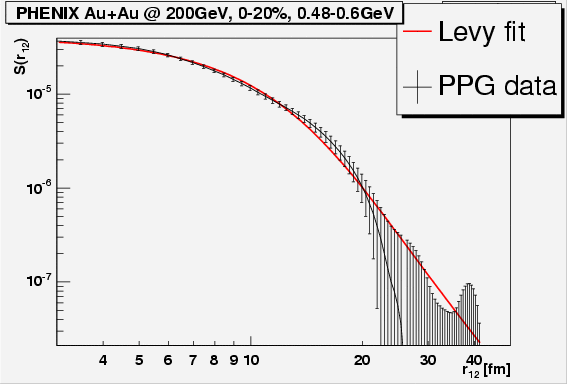 PHENIX Au+Au @ 200GeV, 0-20%, 0.48-0.6GeV
Levy fit
PPG data
S(r12)
10-5
10-6
10-7
4 5 6 7 8 9 10 20 30 40
r12 [fm]